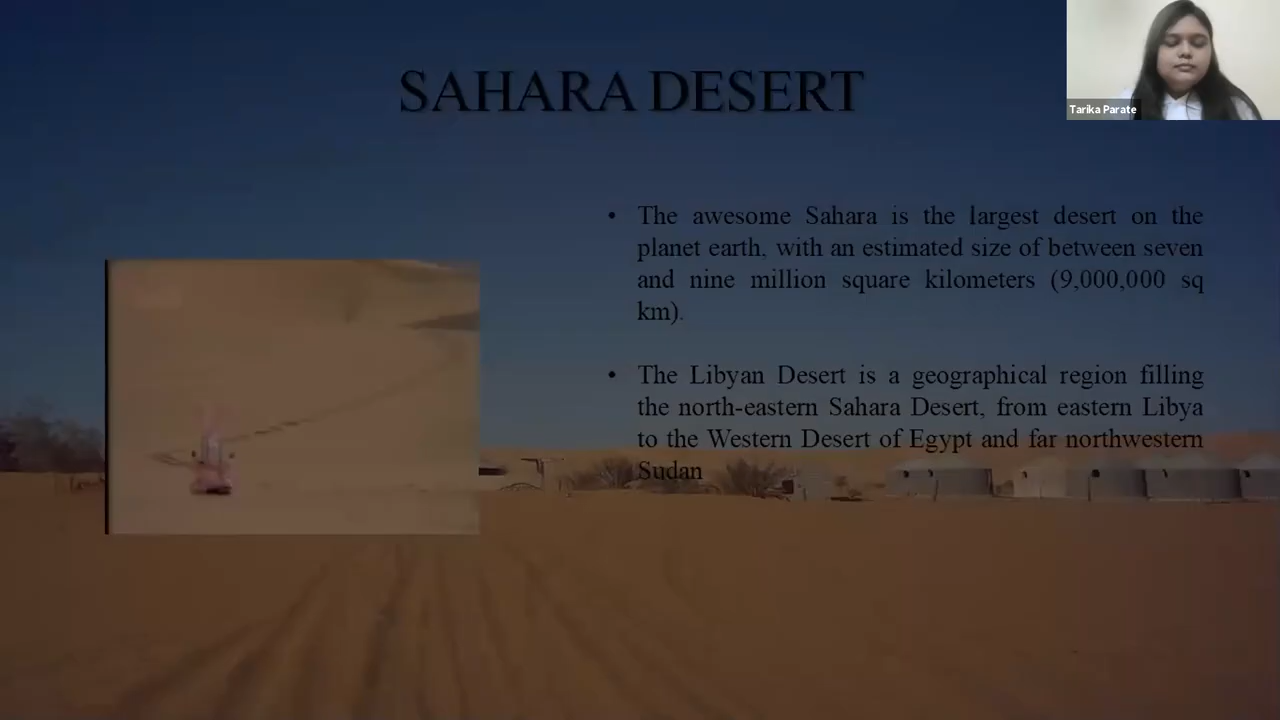 SAHARA DESERT
Tarika Parate
• The awesome Sahara is the largest desert on the
planet earth, with an estimated size of between seven
and nine million square kilometers (9,000,000 sq
km).
• The Libyan Desert is a geographical region filling
the north-eastern Sahara Desert, from eastern Libya
to the Western Desert of Egypt and far northwestern
Sudan